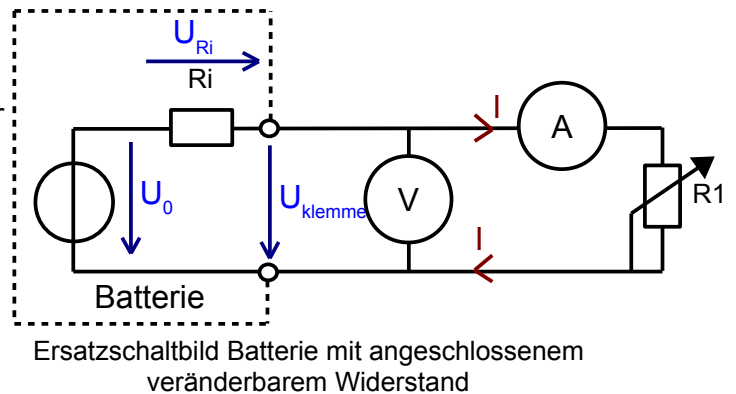 U_Ri
Ri
r
I
A
U_0
U_klemme
V
R1
I
Batterie
Ersatzschaltbild Batterie mit angeschlossenem
veränderbarem Widerstand